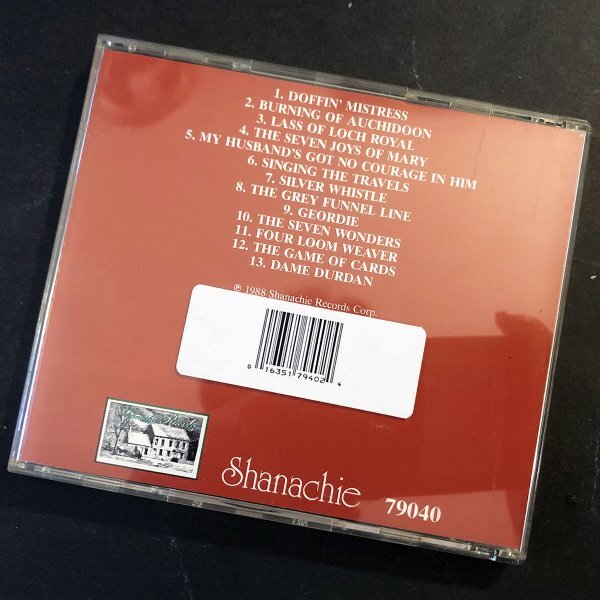 1. DOFFIN' MISTRESS
2. BURNING OF AUCHIDOON
3. LASS OF LOCH ROYAL
4. THE SEVEN JOYS OF MARY
5. MY HUSBAND'S GOT NO COURAGE IN HIM
6. SINGING THE TRAVELS
7. SILVER WHISTLE
8. THE GREY FUNNEL LINE
9. GEORDIE
10. THE SEVEN WONDERS
11. FOUR LOOM WEAVER
12. THE GAME OF CARDS
13. DAME DURDAN
℗ 1988 Shanachie Records Corp.
0 16351 79402 4
Shanachie
79040